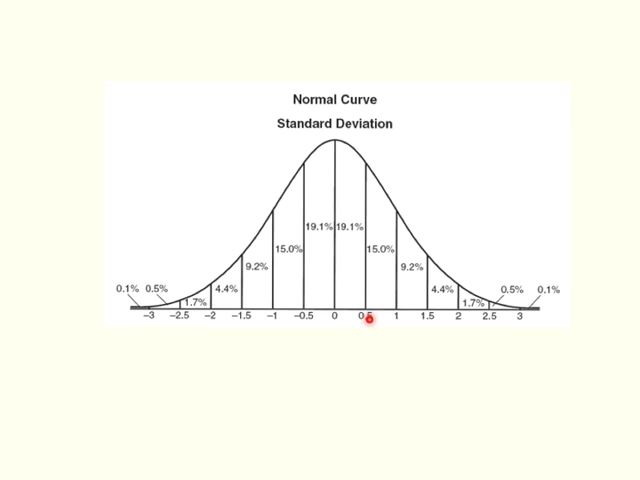 Normal Curve
Standard Deviation
19.1% 19.1%
15.0% 15.0%
9.2% 9.2%
0.1% 0.5% 4.4% 4.4% 0.5% 0.1%
1.7% 1.7%
−3 −2.5 −2 −1.5 −1 −0.5 0 0.5 1 1.5 2 2.5 3